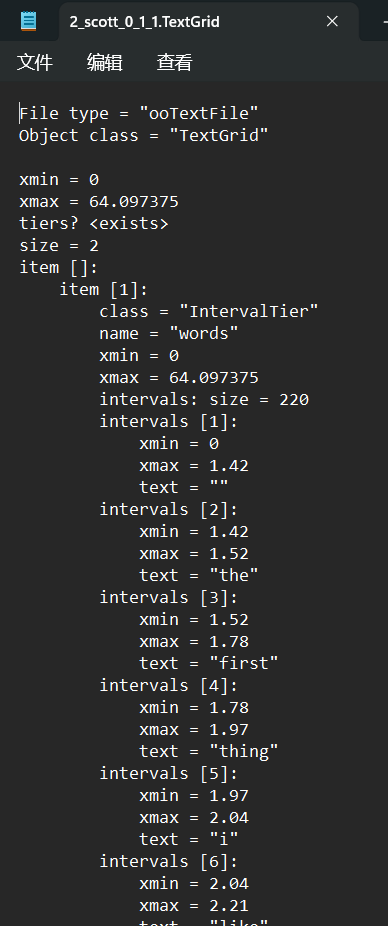 2_scott_0_1_1.TextGrid
文件 编辑 查看
File type = "ooTextFile"
Object class = "TextGrid"
xmin = 0
xmax = 64.097375
tiers? <exists>
size = 2
item []:
item [1]:
class = "IntervalTier"
name = "words"
xmin = 0
xmax = 64.097375
intervals: size = 220
intervals [1]:
xmin = 0
xmax = 1.42
text = ""
intervals [2]:
xmin = 1.42
xmax = 1.52
text = "the"
intervals [3]:
xmin = 1.52
xmax = 1.78
text = "first"
intervals [4]:
xmin = 1.78
xmax = 1.97
text = "thing"
intervals [5]:
xmin = 1.97
xmax = 2.04
text = "i"
intervals [6]:
xmin = 2.04
xmax = 2.21
text = "like"